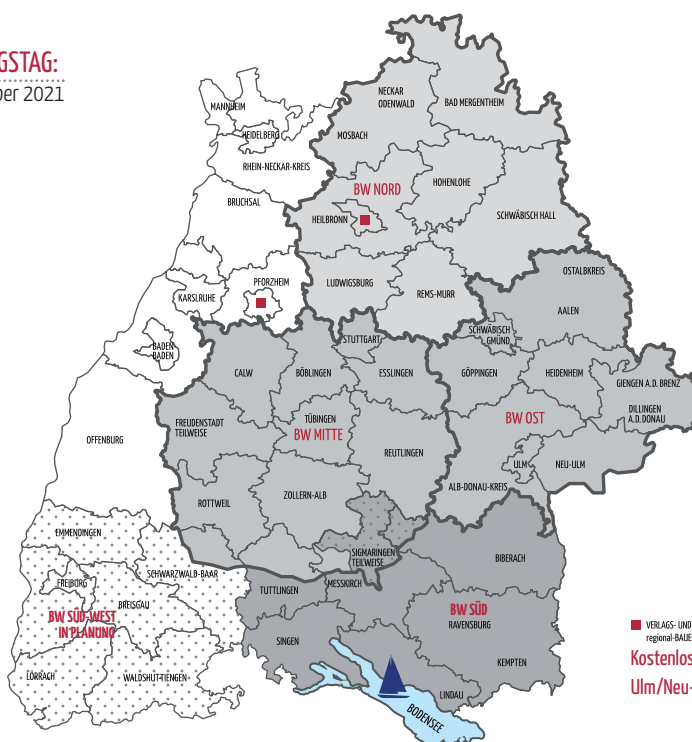 GSTAG:
ber 2021
NECKAR
ODENWALD
BAD MERGENTHEIM
MANNHEIM
HEIDELBERG
MOSBACH
RHEIN-NECKAR-KREIS
BW NORD
HOHENLOHE
BRUCHSAL
HEILBRONN
SCHWÄBISCH HALL
OSTALBKREIS
PFORZHEIM
LUDWIGSBURG
REMS-MURR
KARSLRUHE
AALEN
SCHWÄBISCH
GMÜND
STUTTGART
BADEN
BADEN
CALW
BÖBLINGEN
ESSLINGEN
GÖPPINGEN
HEIDENHEIM
GIENGEN A.D. BRENZ
FREUDENSTADT
TEILWEISE
TÜBINGEN
BW MITTE
BW OST
DILLINGEN
A.D.DONAU
OFFENBURG
REUTLINGEN
ULM
NEU-ULM
ROTTWEIL
ZOLLERN-ALB
ALB-DONAU-KREIS
EMMENDINGEN
SIGMARINGEN
TEILWEISE
BIBERACH
SCHWARZWALD-BAAR
FREIBURG
TUTTLINGEN
MESSKIRCH
BREISGAU
BW SÜD-WEST
IN PLANUNG
BW SÜD
RAVENSBURG
SINGEN
VERLAGS- UND
regional-BAUE
LÖRRACH
WALDSHUT-TIENGEN
KEMPTEN
Kostenlos
LINDAU
Ulm/Neu-
BODENSEE